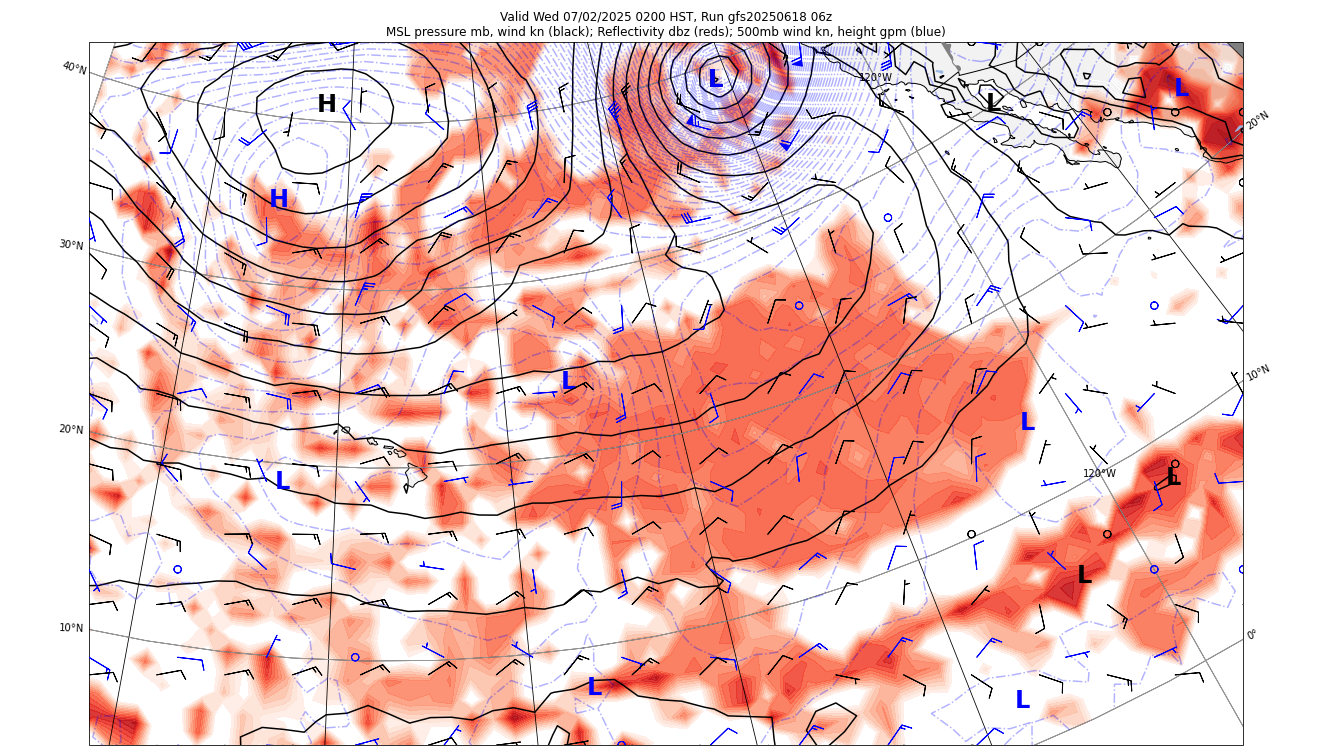 Valid Wed 07/02/2025 0200 HST, Run gfs20250618 06z
MSL pressure mb, wind kn (black); Reflectivity dbz (reds); 500mb wind kn, height gpm (blue)
40°N
120°W
20°N
H
L
L
L
H
30°N
10°N
L
L
20°N
120°W
L
L
10°N
L
0°
L
L